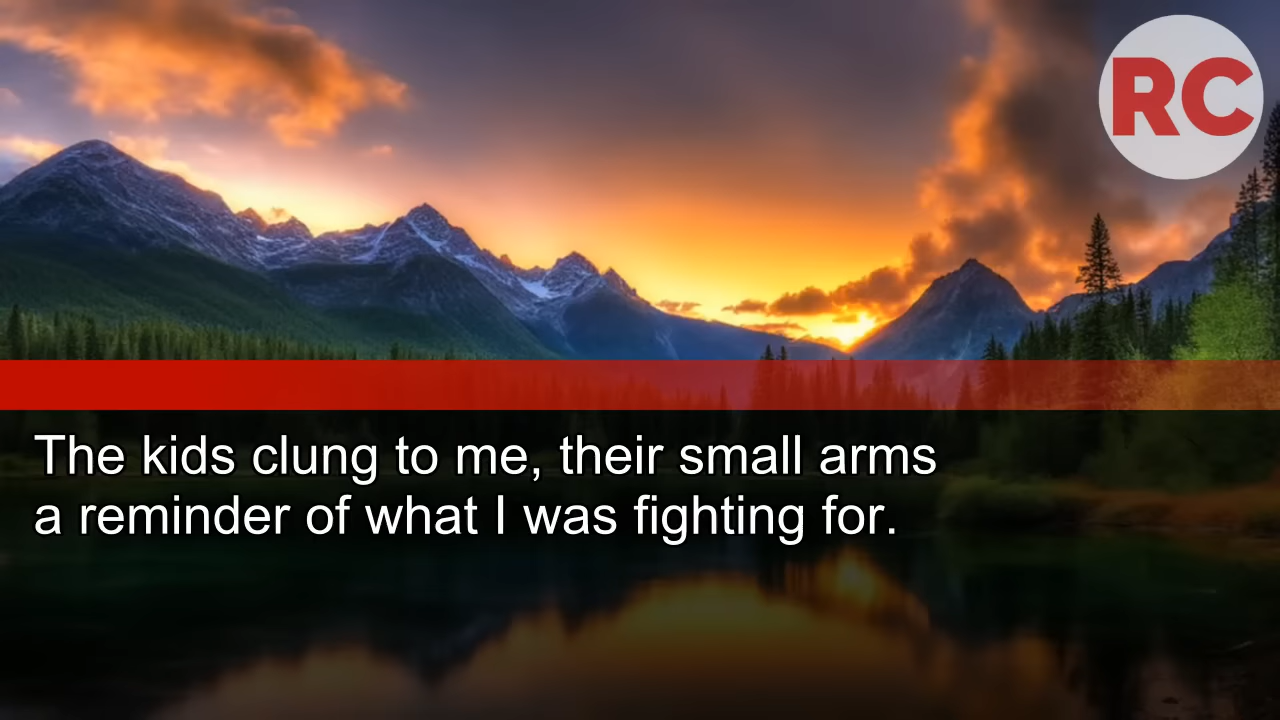 RC
The kids clung to me, their small arms
a reminder of what I was fighting for.